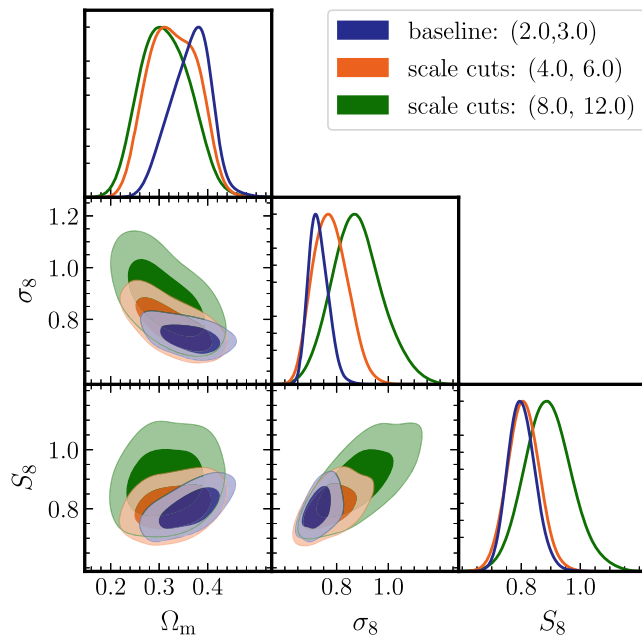 baseline: (2.0,3.0)
scale cuts: (4.0, 6.0)
scale cuts: (8.0, 12.0)
1.2
1.0
0.8
σ₈
1.0
0.8
S₈
0.2 0.4
0.8 1.0
0.8 1.0
Ωₘ
σ₈
S₈